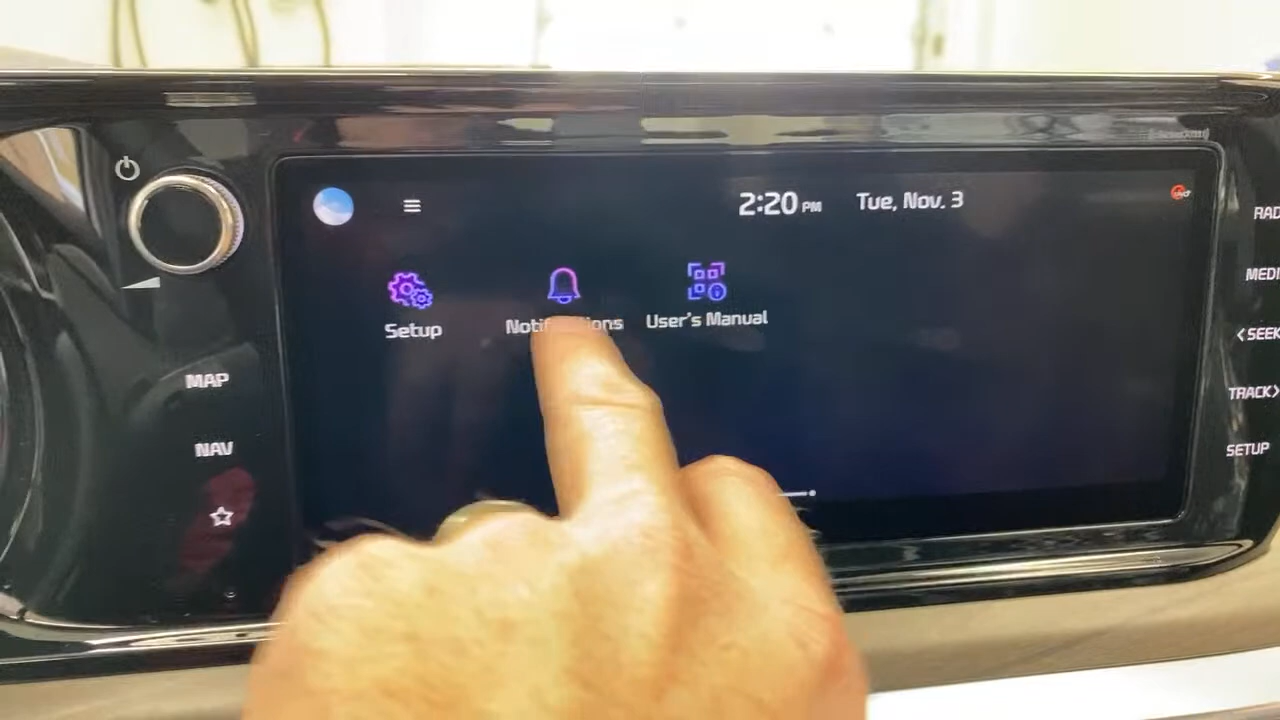 2:20 PM Tue, Nov. 3
Setup
User's Manual
MAP
NAV
<SEEK
TRACK>
SETUP